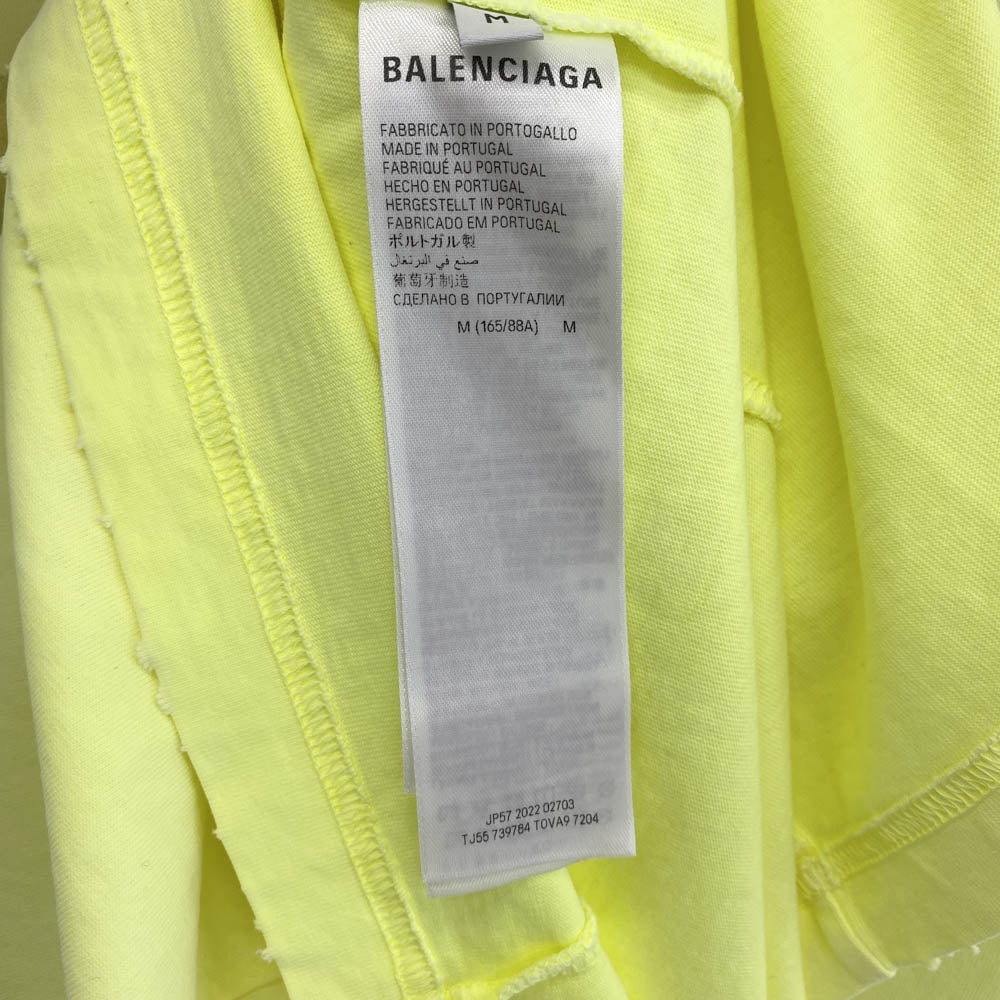 M
BALENCIAGA
FABBRICATO IN PORTOGALLO
MADE IN PORTUGAL
FABRIQUÉ AU PORTUGAL
HECHO EN PORTUGAL
HERGESTELLT IN PORTUGAL
FABRICADO EM PORTUGAL
ポルトガル製
صنع في البرتغال
葡萄牙制造
СДЕЛАНО В ПОРТУГАЛИИ
M (165/88A) M
JP57 2022 02703
TJ55 739784 TOVA9 7204